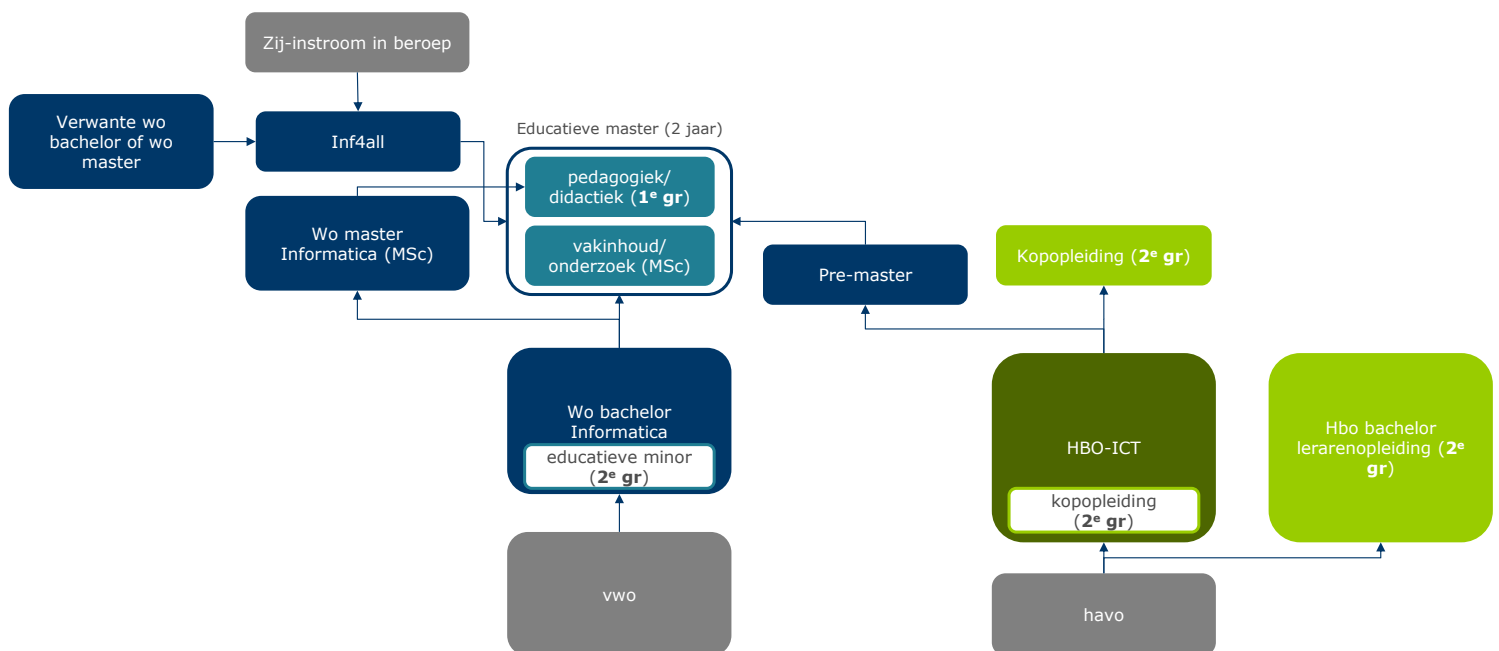 Zij-instroom in beroep
Verwante wo
bachelor of wo
master
Inf4all
Educatieve master (2 jaar)
pedagogiek/
didactiek (1e gr)
vakinhoud/
onderzoek (MSc)
Wo master
Informatica (MSc)
Pre-master
Kopopleiding (2e gr)
Wo bachelor
Informatica
educatieve minor
(2e gr)
HBO-ICT
kopopleiding
(2e gr)
Hbo bachelor
lerarenopleiding (2e
gr)
vwo
havo